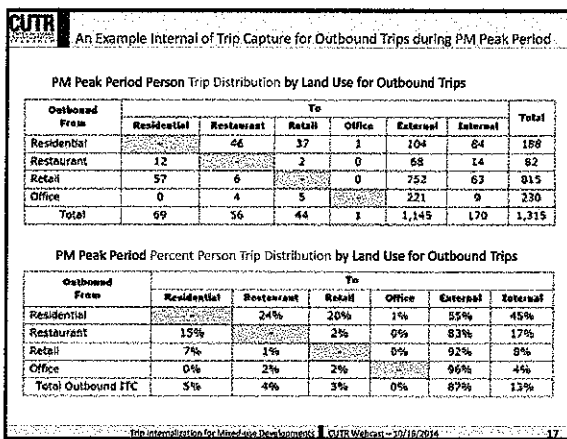 CUTR
An Example Internal of Trip Capture for Outbound Trips during PM Peak Period
PM Peak Period Person Trip Distribution by Land Use for Outbound Trips
Outbound From To Total
Residential Restaurant Retail Office External Internal
Residential - 46 37 1 104 84 188
Restaurant 12 - 2 0 68 14 82
Retail 57 6 - 0 752 63 815
Office 0 4 5 - 221 9 230
Total 69 56 44 1 1,145 170 1,315
PM Peak Period Percent Person Trip Distribution by Land Use for Outbound Trips
Outbound From To
Residential Restaurant Retail Office External Internal
Residential - 24% 20% 1% 55% 45%
Restaurant 15% - 2% 0% 83% 17%
Retail 7% 1% - 0% 92% 8%
Office 0% 2% 2% - 96% 4%
Total Outbound ITC 5% 4% 3% 0% 87% 13%
Trip Internalization for Mixed-use Developments CUTR Webcast – 10/16/2014 17